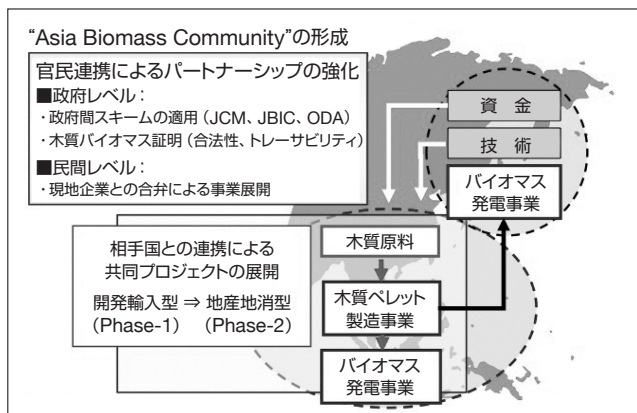 “Asia Biomass Community”の形成
官民連携によるパートナーシップの強化
■政府レベル：
・政府間スキームの適用（JCM、JBIC、ODA）
・木質バイオマス証明（合法性、トレーサビリティ）
■民間レベル：
・現地企業との合弁による事業展開
資　金
技　術
バイオマス
発電事業
相手国との連携による
共同プロジェクトの展開
開発輸入型 ⇒ 地産地消型
（Phase-1）　（Phase-2）
木質原料
木質ペレット
製造事業
バイオマス
発電事業